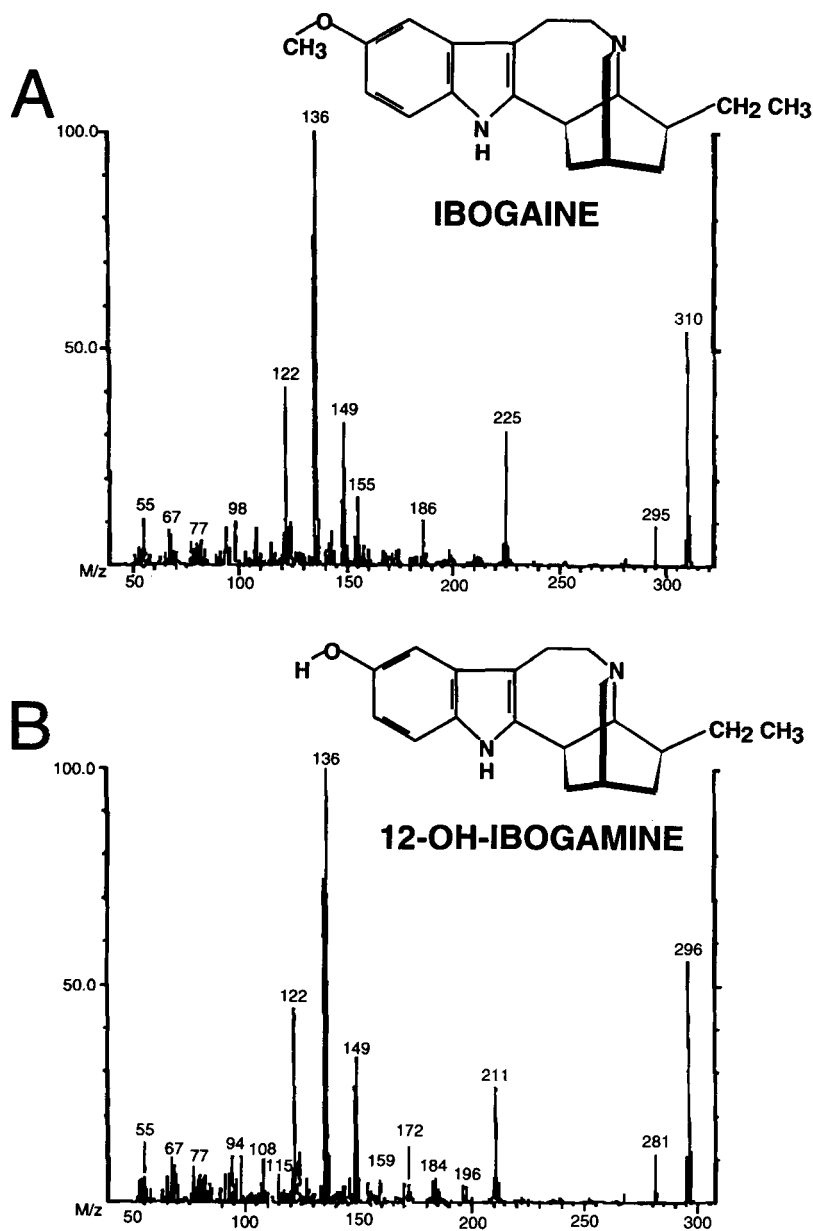 A
O
CH3
N
N
H
CH2 CH3
IBOGAINE
100.0
50.0
136
122
149
155
186
225
295
310
55
67
77
98
M/z
50 100 150 200 250 300
B
H O
N
N
H
CH2 CH3
12-OH-IBOGAMINE
100.0
50.0
136
122
149
211
296
281
55
67
77
94
108
115
159
172
184
196
M/z
50 100 150 200 250 300